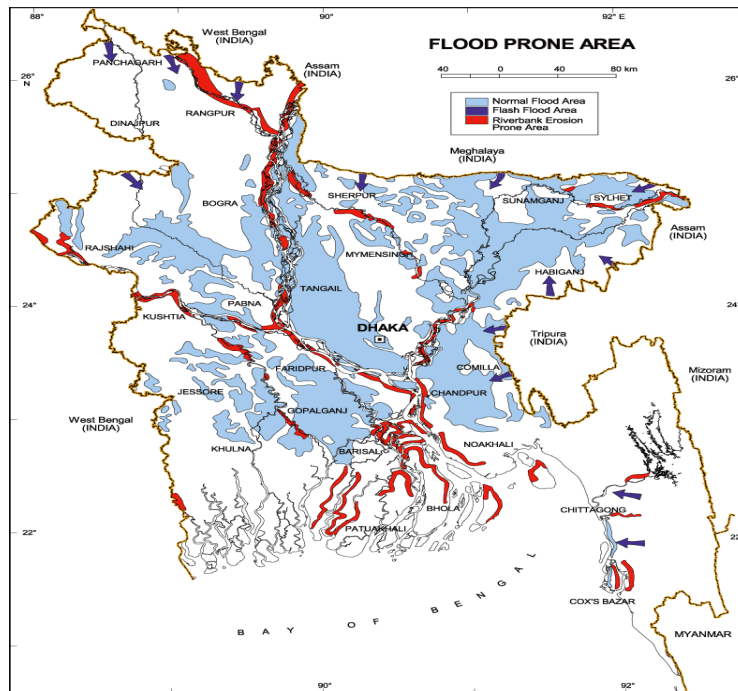 88°
90°
92° E
West Bengal
(INDIA)
Assam
(INDIA)
FLOOD PRONE AREA
PANCHAGARH
40 0 40 80 km
26°
N
26°
RANGPUR
DINAJPUR
Normal Flood Area
Flash Flood Area
Riverbank Erosion
Prone Area
Meghalaya
(INDIA)
SHERPUR
SUNAMGANJ
SYLHET
BOGRA
Assam
(INDIA)
RAJSHAHI
MYMENSINGH
HABIGANJ
TANGAIL
24°
PABNA
24°
KUSHTIA
DHAKA
Tripura
(INDIA)
FARIDPUR
COMILLA
Mizoram
(INDIA)
JESSORE
CHANDPUR
GOPALGANJ
West Bengal
(INDIA)
KHULNA
BARISAL
NOAKHALI
BHOLA
CHITTAGONG
PATUAKHALI
22°
22
COX'S BAZAR
BAY OF BENGAL
MYANMAR
90°
92°